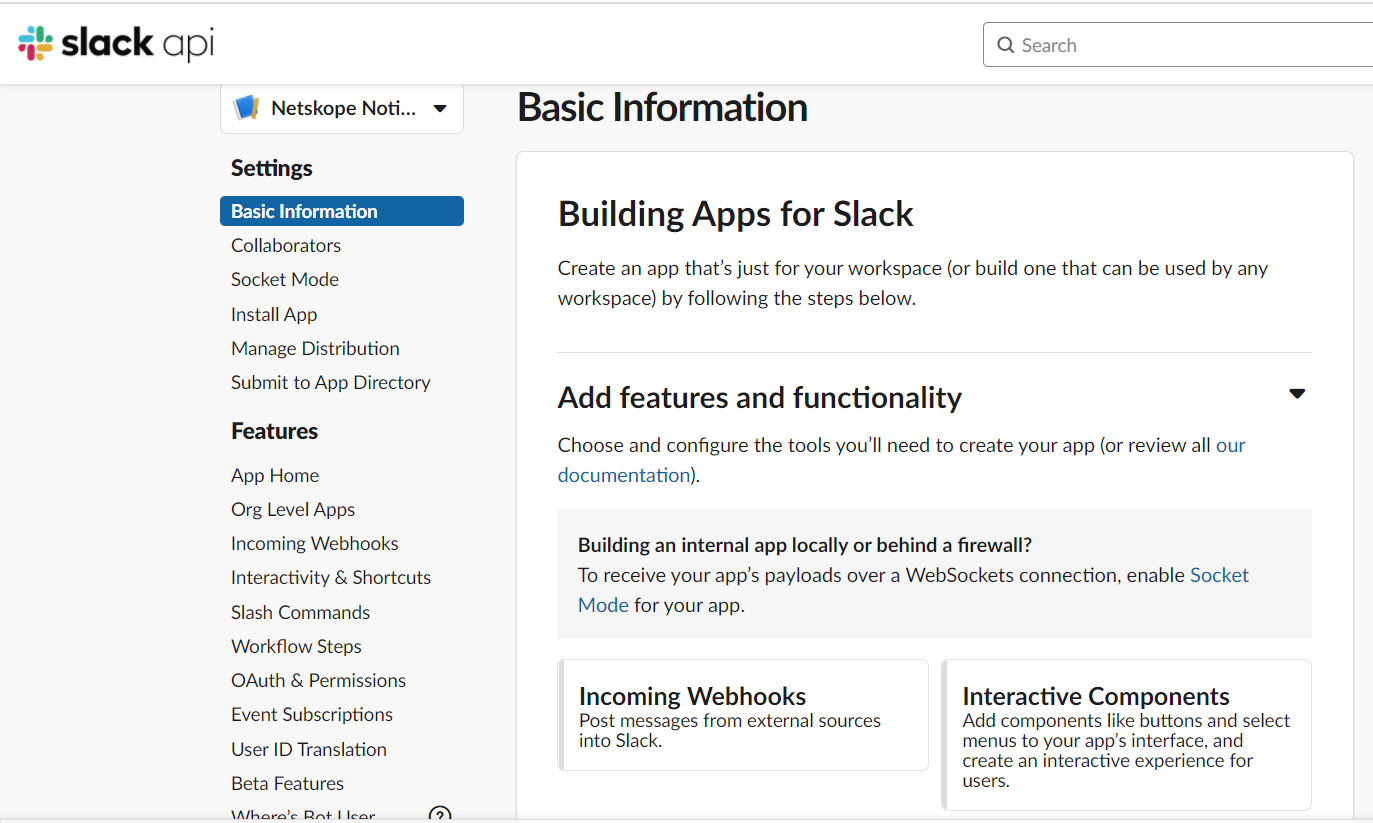 slack api
Search
Netskope Noti...
Settings
Basic Information
Collaborators
Socket Mode
Install App
Manage Distribution
Submit to App Directory
Features
App Home
Org Level Apps
Incoming Webhooks
Interactivity & Shortcuts
Slash Commands
Workflow Steps
OAuth & Permissions
Event Subscriptions
User ID Translation
Beta Features
Where's Bot User
?
Basic Information
Building Apps for Slack
Create an app that's just for your workspace (or build one that can be used by any
workspace) by following the steps below.
Add features and functionality
Choose and configure the tools you'll need to create your app (or review all our
documentation).
Building an internal app locally or behind a firewall?
To receive your app's payloads over a WebSockets connection, enable Socket
Mode for your app.
Incoming Webhooks
Post messages from external sources
into Slack.
Interactive Components
Add components like buttons and select
menus to your app's interface, and
create an interactive experience for
users.